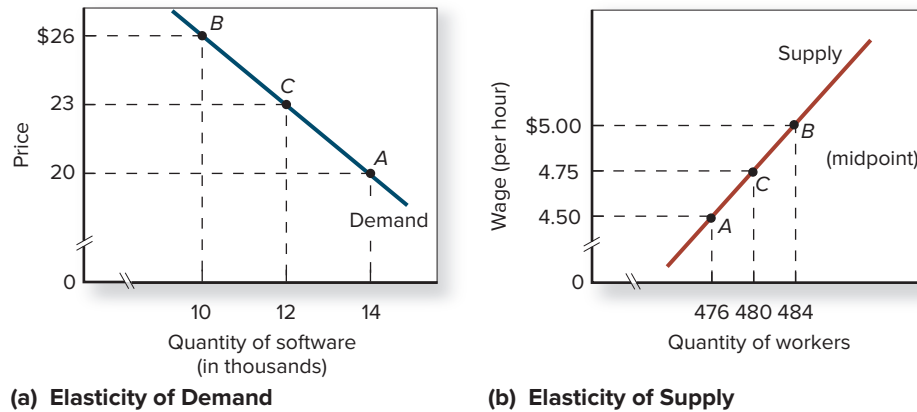 $26
23
20
0
Price
B
C
A
Demand
10 12 14
Quantity of software
(in thousands)
(a) Elasticity of Demand
$5.00
4.75
4.50
0
Wage (per hour)
Supply
B
(midpoint)
C
A
476 480 484
Quantity of workers
(b) Elasticity of Supply